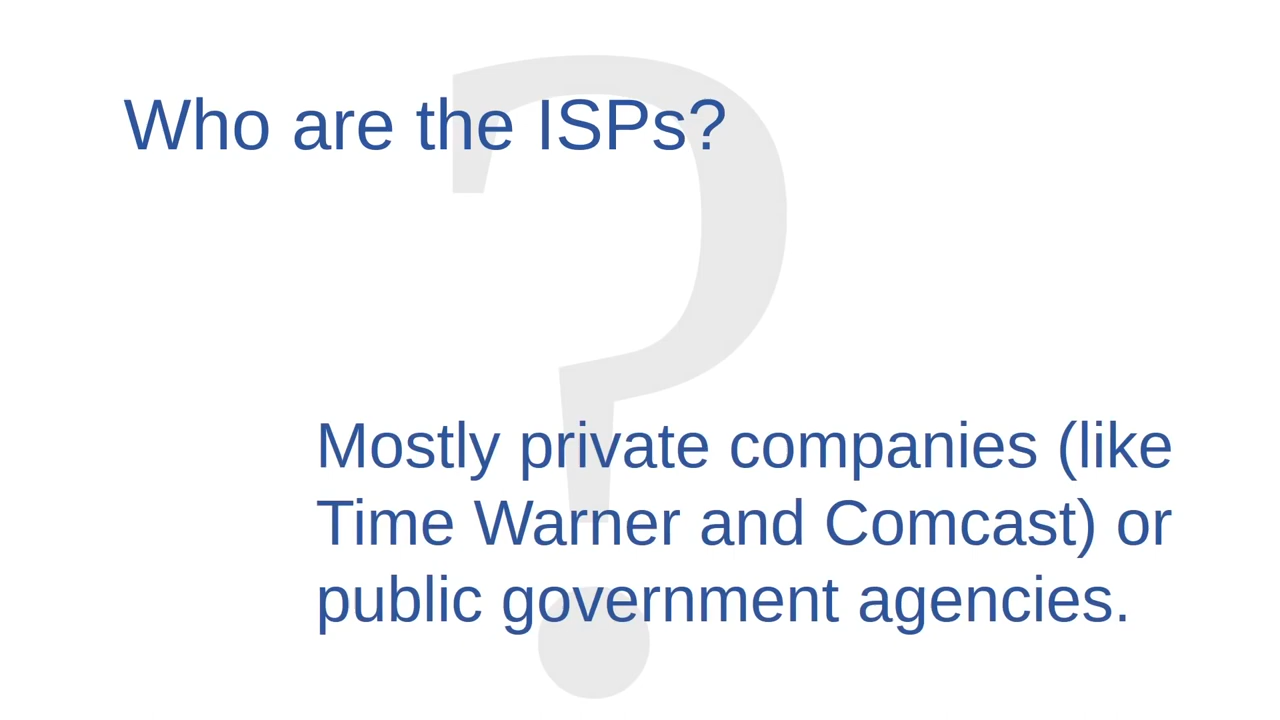 Who are the ISPs?
Mostly private companies (like
Time Warner and Comcast) or
public government agencies.